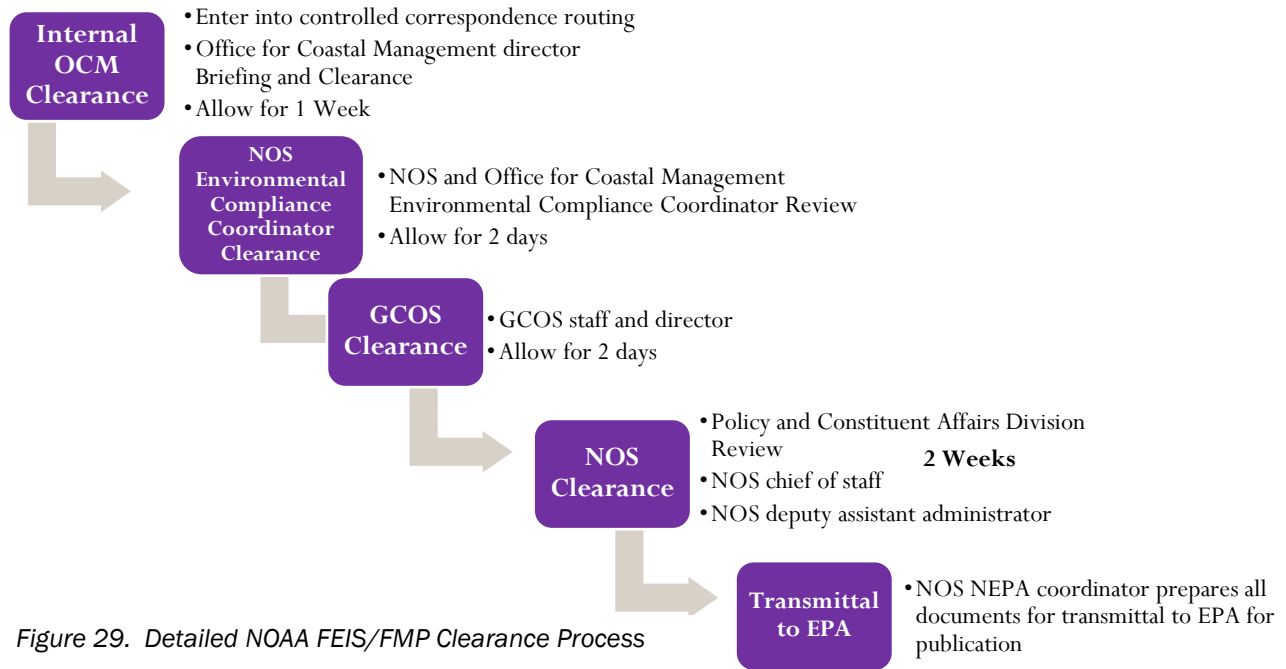 Internal
OCM
Clearance
•Enter into controlled correspondence routing
•Office for Coastal Management director
Briefing and Clearance
•Allow for 1 Week
NOS
Environmental
Compliance
Coordinator
Clearance
•NOS and Office for Coastal Management
Environmental Compliance Coordinator Review
•Allow for 2 days
GCOS
Clearance
•GCOS staff and director
•Allow for 2 days
NOS
Clearance
•Policy and Constituent Affairs Division
Review
2 Weeks
•NOS chief of staff
•NOS deputy assistant administrator
Transmittal
to EPA
•NOS NEPA coordinator prepares all
documents for transmittal to EPA for
publication
Figure 29. Detailed NOAA FEIS/FMP Clearance Process